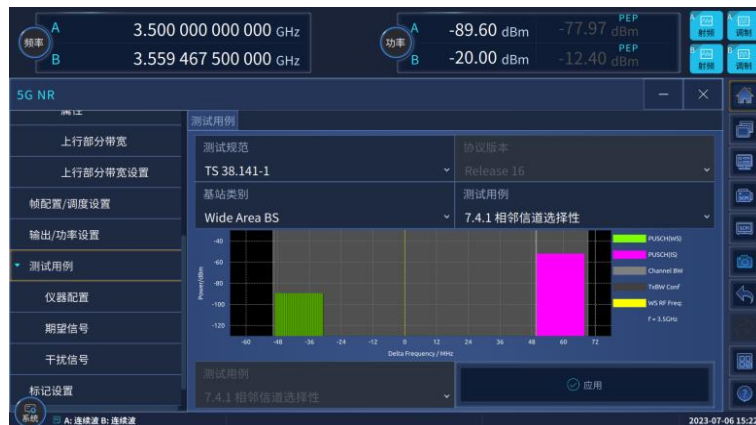 频率
A
3.500 000 000 000 GHz
B
3.559 467 500 000 GHz
功率
A
-89.60 dBm
PEP
-77.97 dBm
B
-20.00 dBm
PEP
-12.40 dBm
A
射频
A
调制
B
射频
B
调制
5G NR
属性
上行部分带宽
上行部分带宽设置
帧配置/调度设置
输出/功率设置
测试用例
仪器配置
期望信号
干扰信号
标记设置
测试用例
测试规范
TS 38.141-1
协议版本
Release 16
基站类别
Wide Area BS
测试用例
7.4.1 相邻信道选择性
Power/dBm
-40
-60
-80
-100
-120
-60
-48
-36
-24
-12
0
12
24
36
48
60
72
Delta Frequency / MHz
PUSCH(WS)
PUSCH(IS)
Channel BW
TxBW Conf
WS RF Freq
f = 3.5GHz
测试用例
7.4.1 相邻信道选择性
应用
系统
A: 连续波 B: 连续波